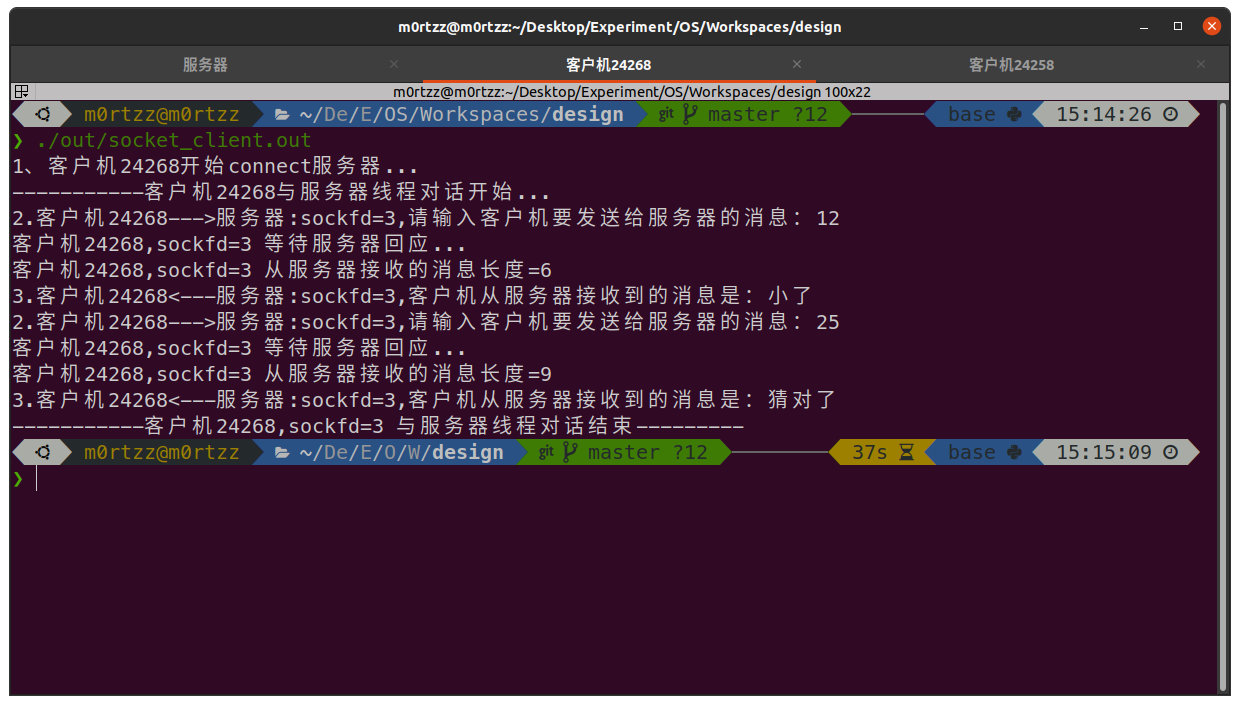 m0rtzz@m0rtzz:~/Desktop/Experiment/OS/Workspaces/design
服务器 客户机24268 客户机24258
m0rtzz@m0rtzz:~/Desktop/Experiment/OS/Workspaces/design 100x22
m0rtzz@m0rtzz ~/De/E/OS/Workspaces/design git master ?12 base 15:14:26
❯ ./out/socket_client.out
1、客户机24268开始connect服务器...
-----------客户机24268与服务器线程对话开始...
2.客户机24268--->服务器:sockfd=3,请输入客户机要发送给服务器的消息：12
客户机24268,sockfd=3 等待服务器回应...
客户机24268,sockfd=3 从服务器接收的消息长度=6
3.客户机24268<---服务器:sockfd=3,客户机从服务器接收到的消息是：小了
2.客户机24268--->服务器:sockfd=3,请输入客户机要发送给服务器的消息：25
客户机24268,sockfd=3 等待服务器回应...
客户机24268,sockfd=3 从服务器接收的消息长度=9
3.客户机24268<---服务器:sockfd=3,客户机从服务器接收到的消息是：猜对了
-----------客户机24268,sockfd=3 与服务器线程对话结束---------
m0rtzz@m0rtzz ~/De/E/O/W/design git master ?12 37s base 15:15:09
❯